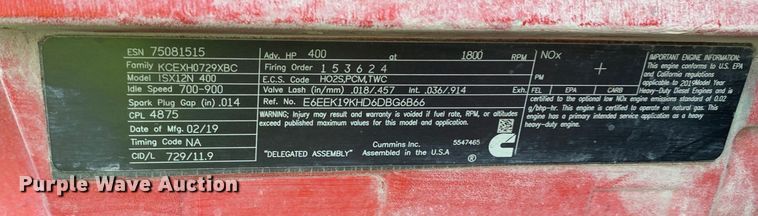 ESN 75081515
Family KCEXH0729XBC
Model ISX12N 400
Idle Speed 700-900
Spark Plug Gap (in) .014
CPL 4875
Date of Mfg 02/19
Timing Code NA
CID/L 729/11.9
Adv. HP 400 at 1800 RPM
Firing Order 1 5 3 6 2 4
E.C.S. Code HO2S,PCM,TWC
Valve Lash (in/mm) .018/.457 Int. .036/.914 Exh.
Ref. No. E6EEK19KHD6DBG6B66
WARNING: Injury may result and warranty is voided if fuel rate, RPM, or altitudes
exceed published maximum values for this model and application.
Cummins Inc. 5547465
"DELEGATED ASSEMBLY" Assembled in the U.S.A.
Cummins
®
NOx
PM +
FEL EPA CARB
IMPORTANT ENGINE INFORMATION:
This engine conforms to U.S. EPA
and California regulations
applicable to 2019 Model Year New
Heavy-Duty Diesel Engines and is
certified to the optional low NOx engine emissions standard of 0.02
g/bhp-hr. This engine is certified to operate on natural gas. This
engine has a primary intended service application as a heavy
heavy-duty engine.
Purple Wave Auction
Purple Wave Auction